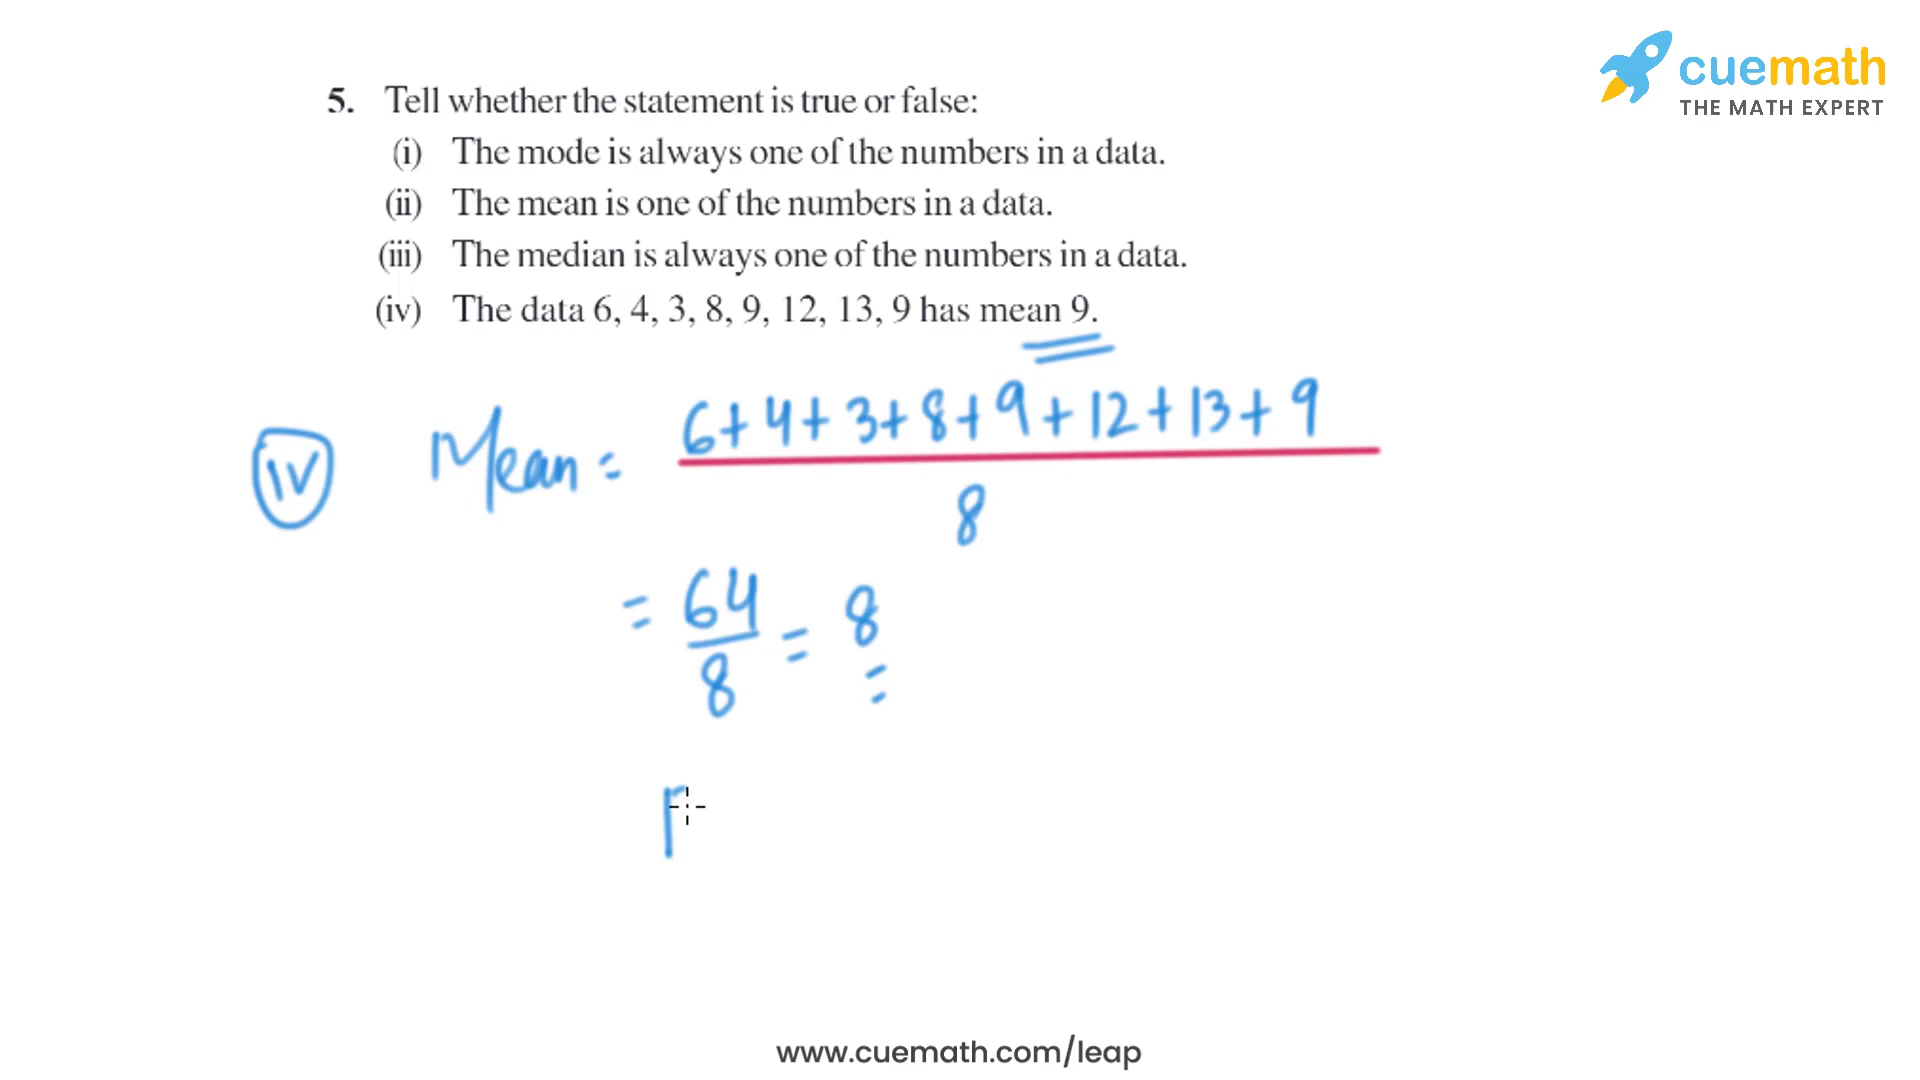 cuemath
THE MATH EXPERT
5. Tell whether the statement is true or false:
(i) The mode is always one of the numbers in a data.
(ii) The mean is one of the numbers in a data.
(iii) The median is always one of the numbers in a data.
(iv) The data 6, 4, 3, 8, 9, 12, 13, 9 has mean 9.
iv Mean = 6+4+3+8+9+12+13+9
8
= 64 = 8
8
www.cuemath.com/leap